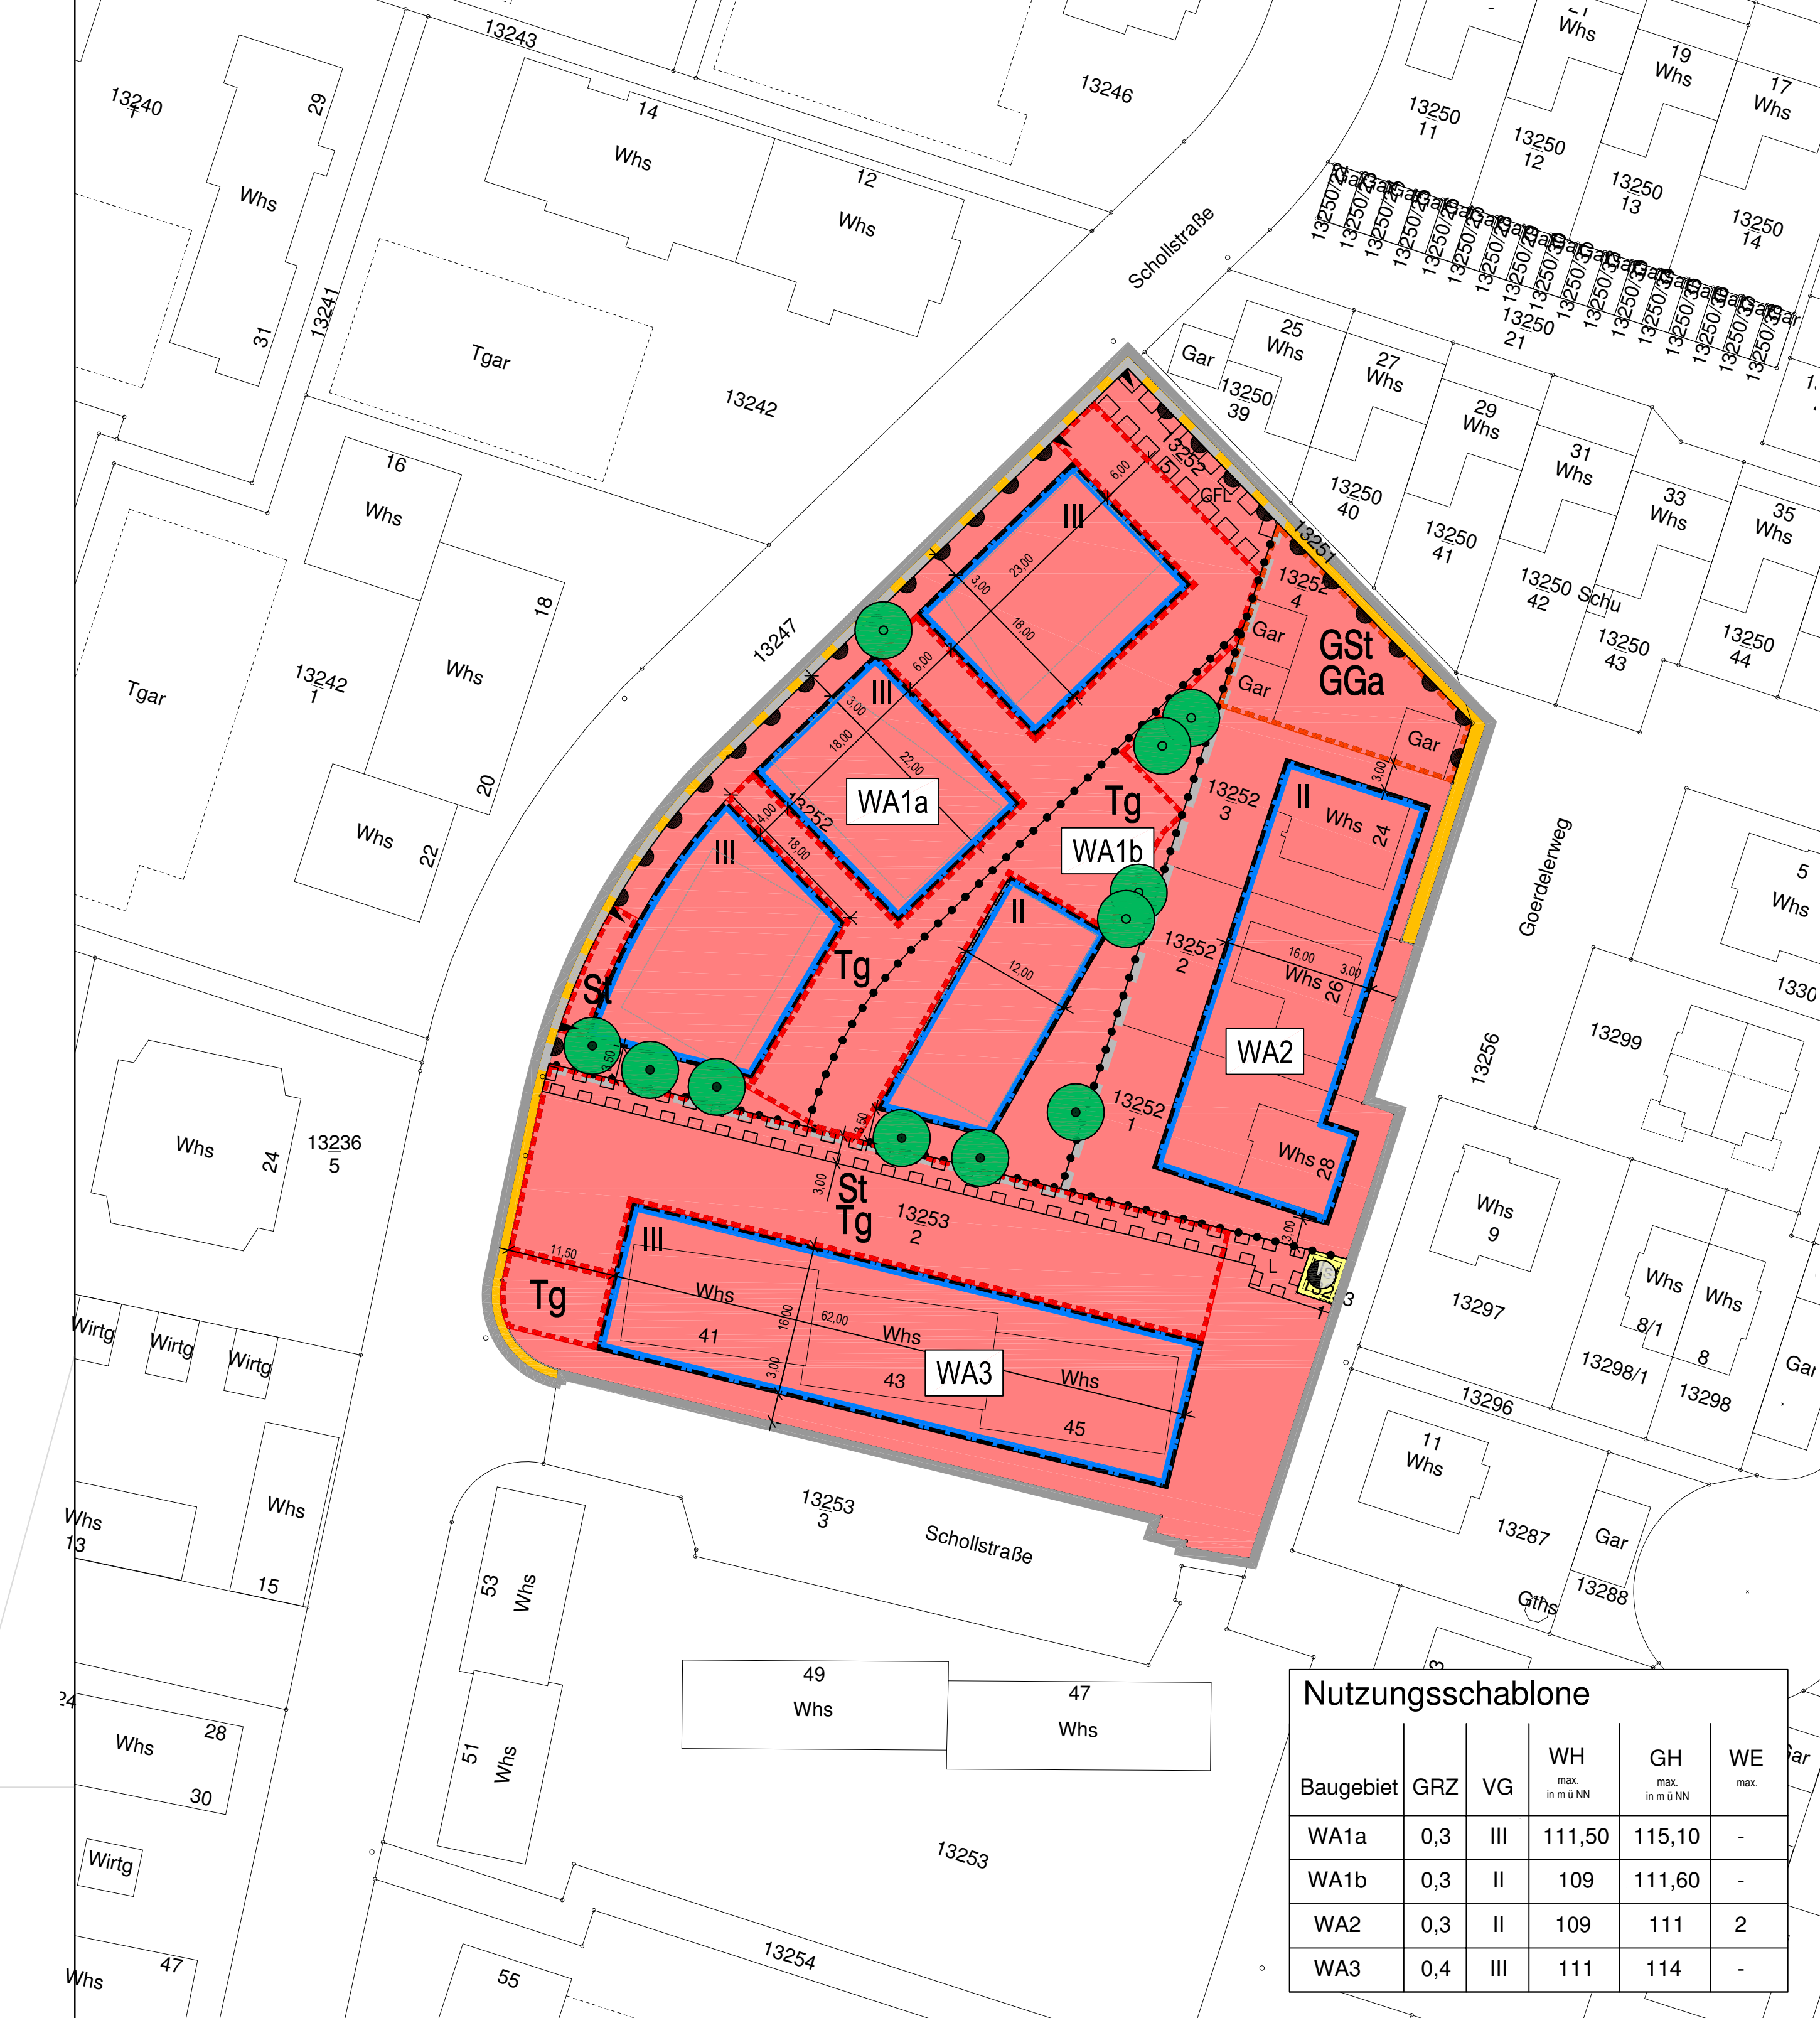 13243
13240
1
29
Whs
31
13241
14
Whs
12
Whs
13246
Schollstraße
Tgar
13242
Whs
19
Whs
17
Whs
13250
11
13250
12
13250
13
13250
14
13250
21
25
Whs
Gar
13250
39
27
Whs
13250
40
29
Whs
13250
41
31
Whs
13250
42
Schu
33
Whs
13250
43
35
Whs
13250
44
16
Whs
18
Whs
20
Whs
22
Tgar
13242
1
13247
13251
13252
5
GFL
6,00
III
23,00
3,00
18,00
6,00
III
3,00
18,00
22,00
WA1a
13252
4,00
18,00
III
St
Tg
3,50
13252
4
Gar
Gar
GSt
GGa
Gar
3,00
Tg
WA1b
13252
3
II
Whs
24
II
12,00
13252
2
16,00
3,00
Whs
26
WA2
13252
1
Whs
28
3,00
3,50
3,00
St
Tg
13253
2
L
11,50
Tg
III
Whs
41
16,00
62,00
Whs
43
WA3
Whs
45
3,00
Goerdelerweg
5
Whs
13299
13256
Whs
9
13297
Whs
8/1
Whs
8
13298/1
13298
Gar
13296
11
Whs
13287
Gar
13288
Gths
Whs
24
13236
5
Wirtg
Wirtg
Wirtg
Whs
13
Whs
15
13253
3
Schollstraße
53
Whs
51
Whs
49
Whs
47
Whs
28
Whs
30
Wirtg
47
Whs
55
13253
13254
Nutzungsschablone
Baugebiet GRZ VG WH max. in m ü NN GH max. in m ü NN WE max.
WA1a 0,3 III 111,50 115,10 -
WA1b 0,3 II 109 111,60 -
WA2 0,3 II 109 111 2
WA3 0,4 III 111 114 -